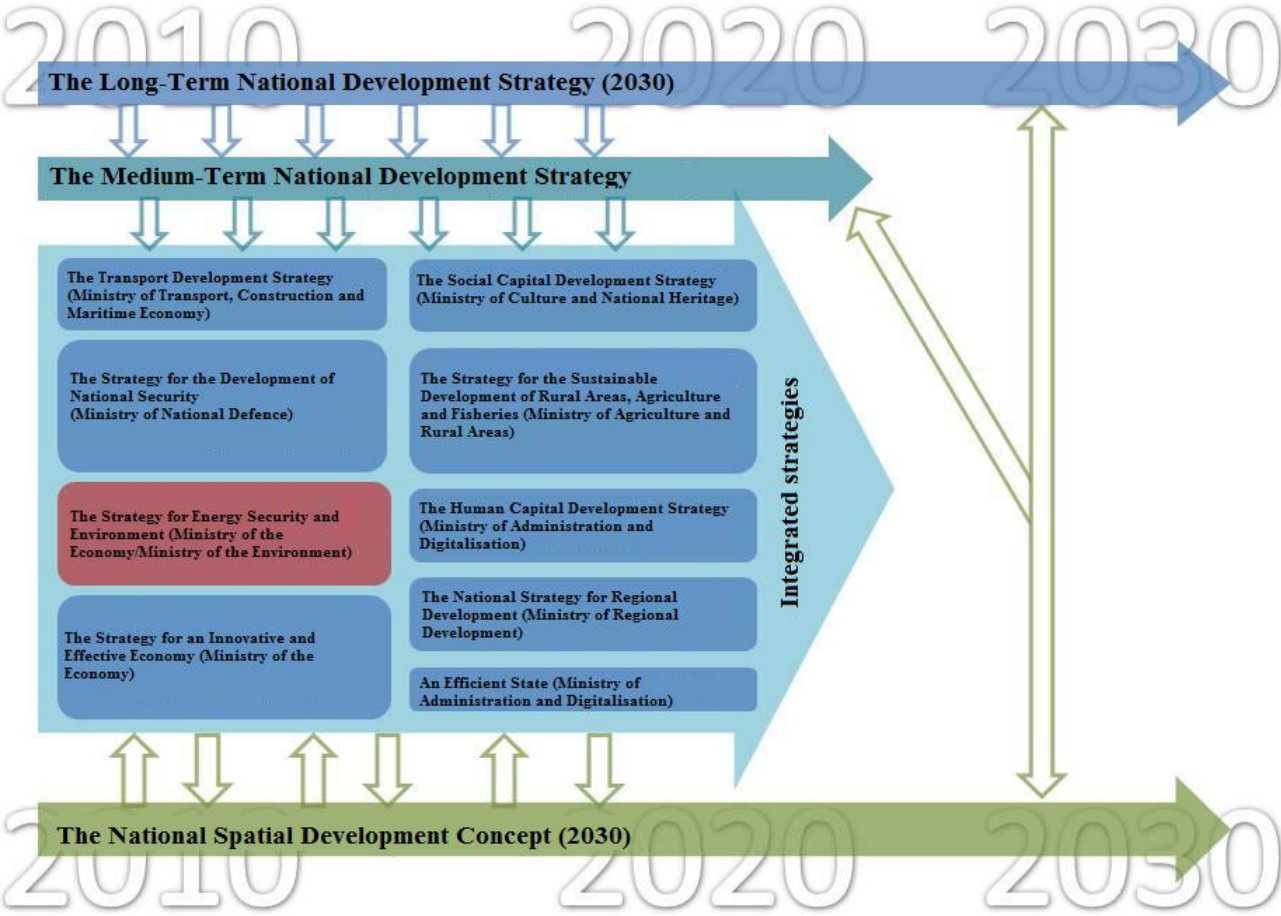 2010 2020 2030
The Long-Term National Development Strategy (2030)
The Medium-Term National Development Strategy
The Transport Development Strategy
(Ministry of Transport, Construction and
Maritime Economy)
The Strategy for the Development of
National Security
(Ministry of National Defence)
The Strategy for Energy Security and
Environment (Ministry of the
Economy/Ministry of the Environment)
The Strategy for an Innovative and
Effective Economy (Ministry of the
Economy)
The Social Capital Development Strategy
(Ministry of Culture and National Heritage)
The Strategy for the Sustainable
Development of Rural Areas, Agriculture
and Fisheries (Ministry of Agriculture and
Rural Areas)
The Human Capital Development Strategy
(Ministry of Administration and
Digitalisation)
The National Strategy for Regional
Development (Ministry of Regional
Development)
An Efficient State (Ministry of
Administration and Digitalisation)
Integrated strategies
The National Spatial Development Concept (2030)
2010 2020 2030